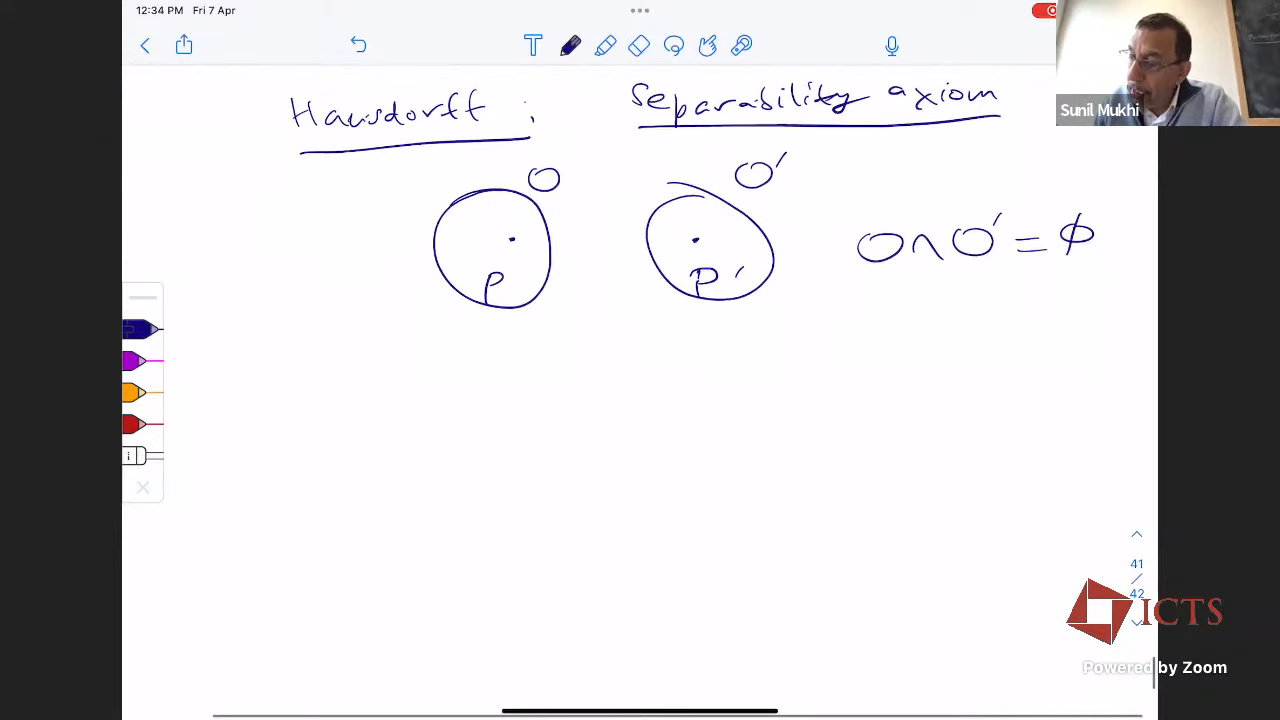 12:34 PM Fri 7 Apr
Sunil Mukhi
Hausdorff : Separability axiom
O O′
p p′ O∩O′ = ϕ
41
/
42
ICTS
Powered by Zoom